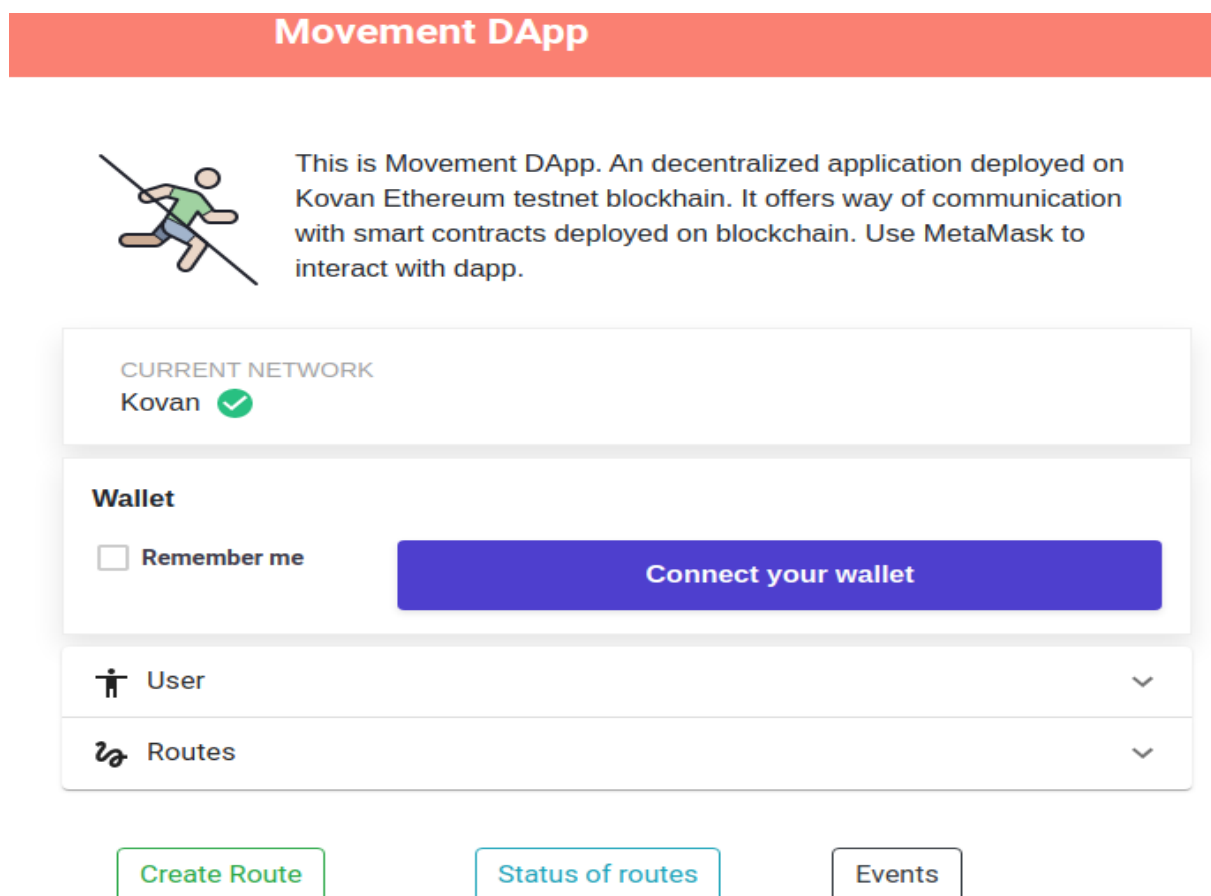 Movement DApp
This is Movement DApp. An decentralized application deployed on
Kovan Ethereum testnet blockhain. It offers way of communication
with smart contracts deployed on blockchain. Use MetaMask to
interact with dapp.
CURRENT NETWORK
Kovan
Wallet
Remember me
Connect your wallet
User
Routes
Create Route
Status of routes
Events